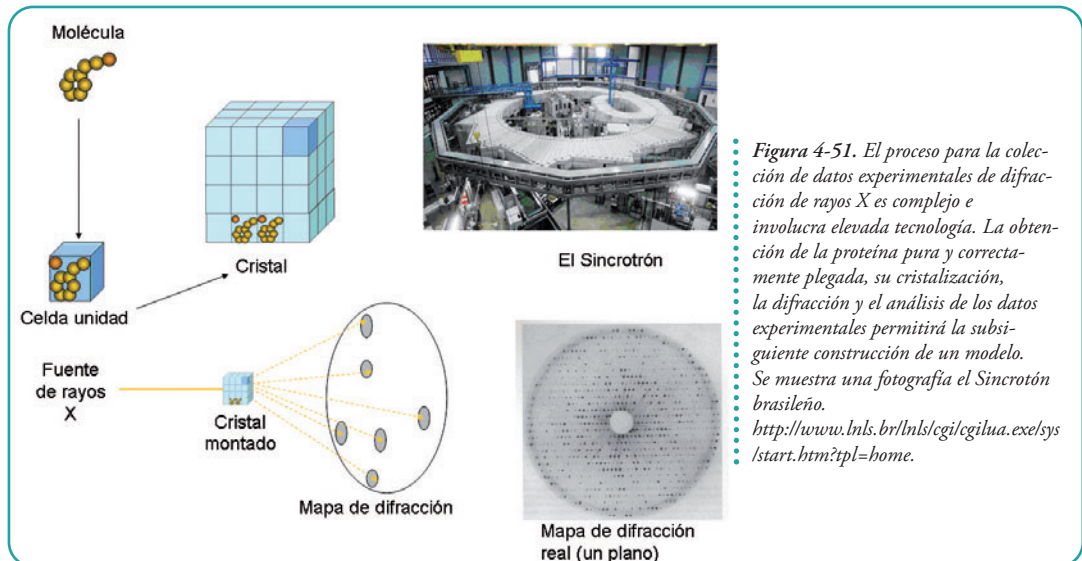 Molécula
Celda unidad
Cristal
El Sincrotrón
Fuente
de rayos
X
Cristal
montado
Mapa de difracción
Mapa de difracción
real (un plano)
Figura 4-51. El proceso para la colec-
ción de datos experimentales de difrac-
ción de rayos X es complejo e
involucra elevada tecnología. La obten-
ción de la proteína pura y correcta-
mente plegada, su cristalización,
la difracción y el análisis de los datos
experimentales permitirá la subsi-
guiente construcción de un modelo.
Se muestra una fotografía el Sincrotón
brasileño.
http://www.lnls.br/lnls/cgi/cgilua.exe/sys
/start.htm?tpl=home.